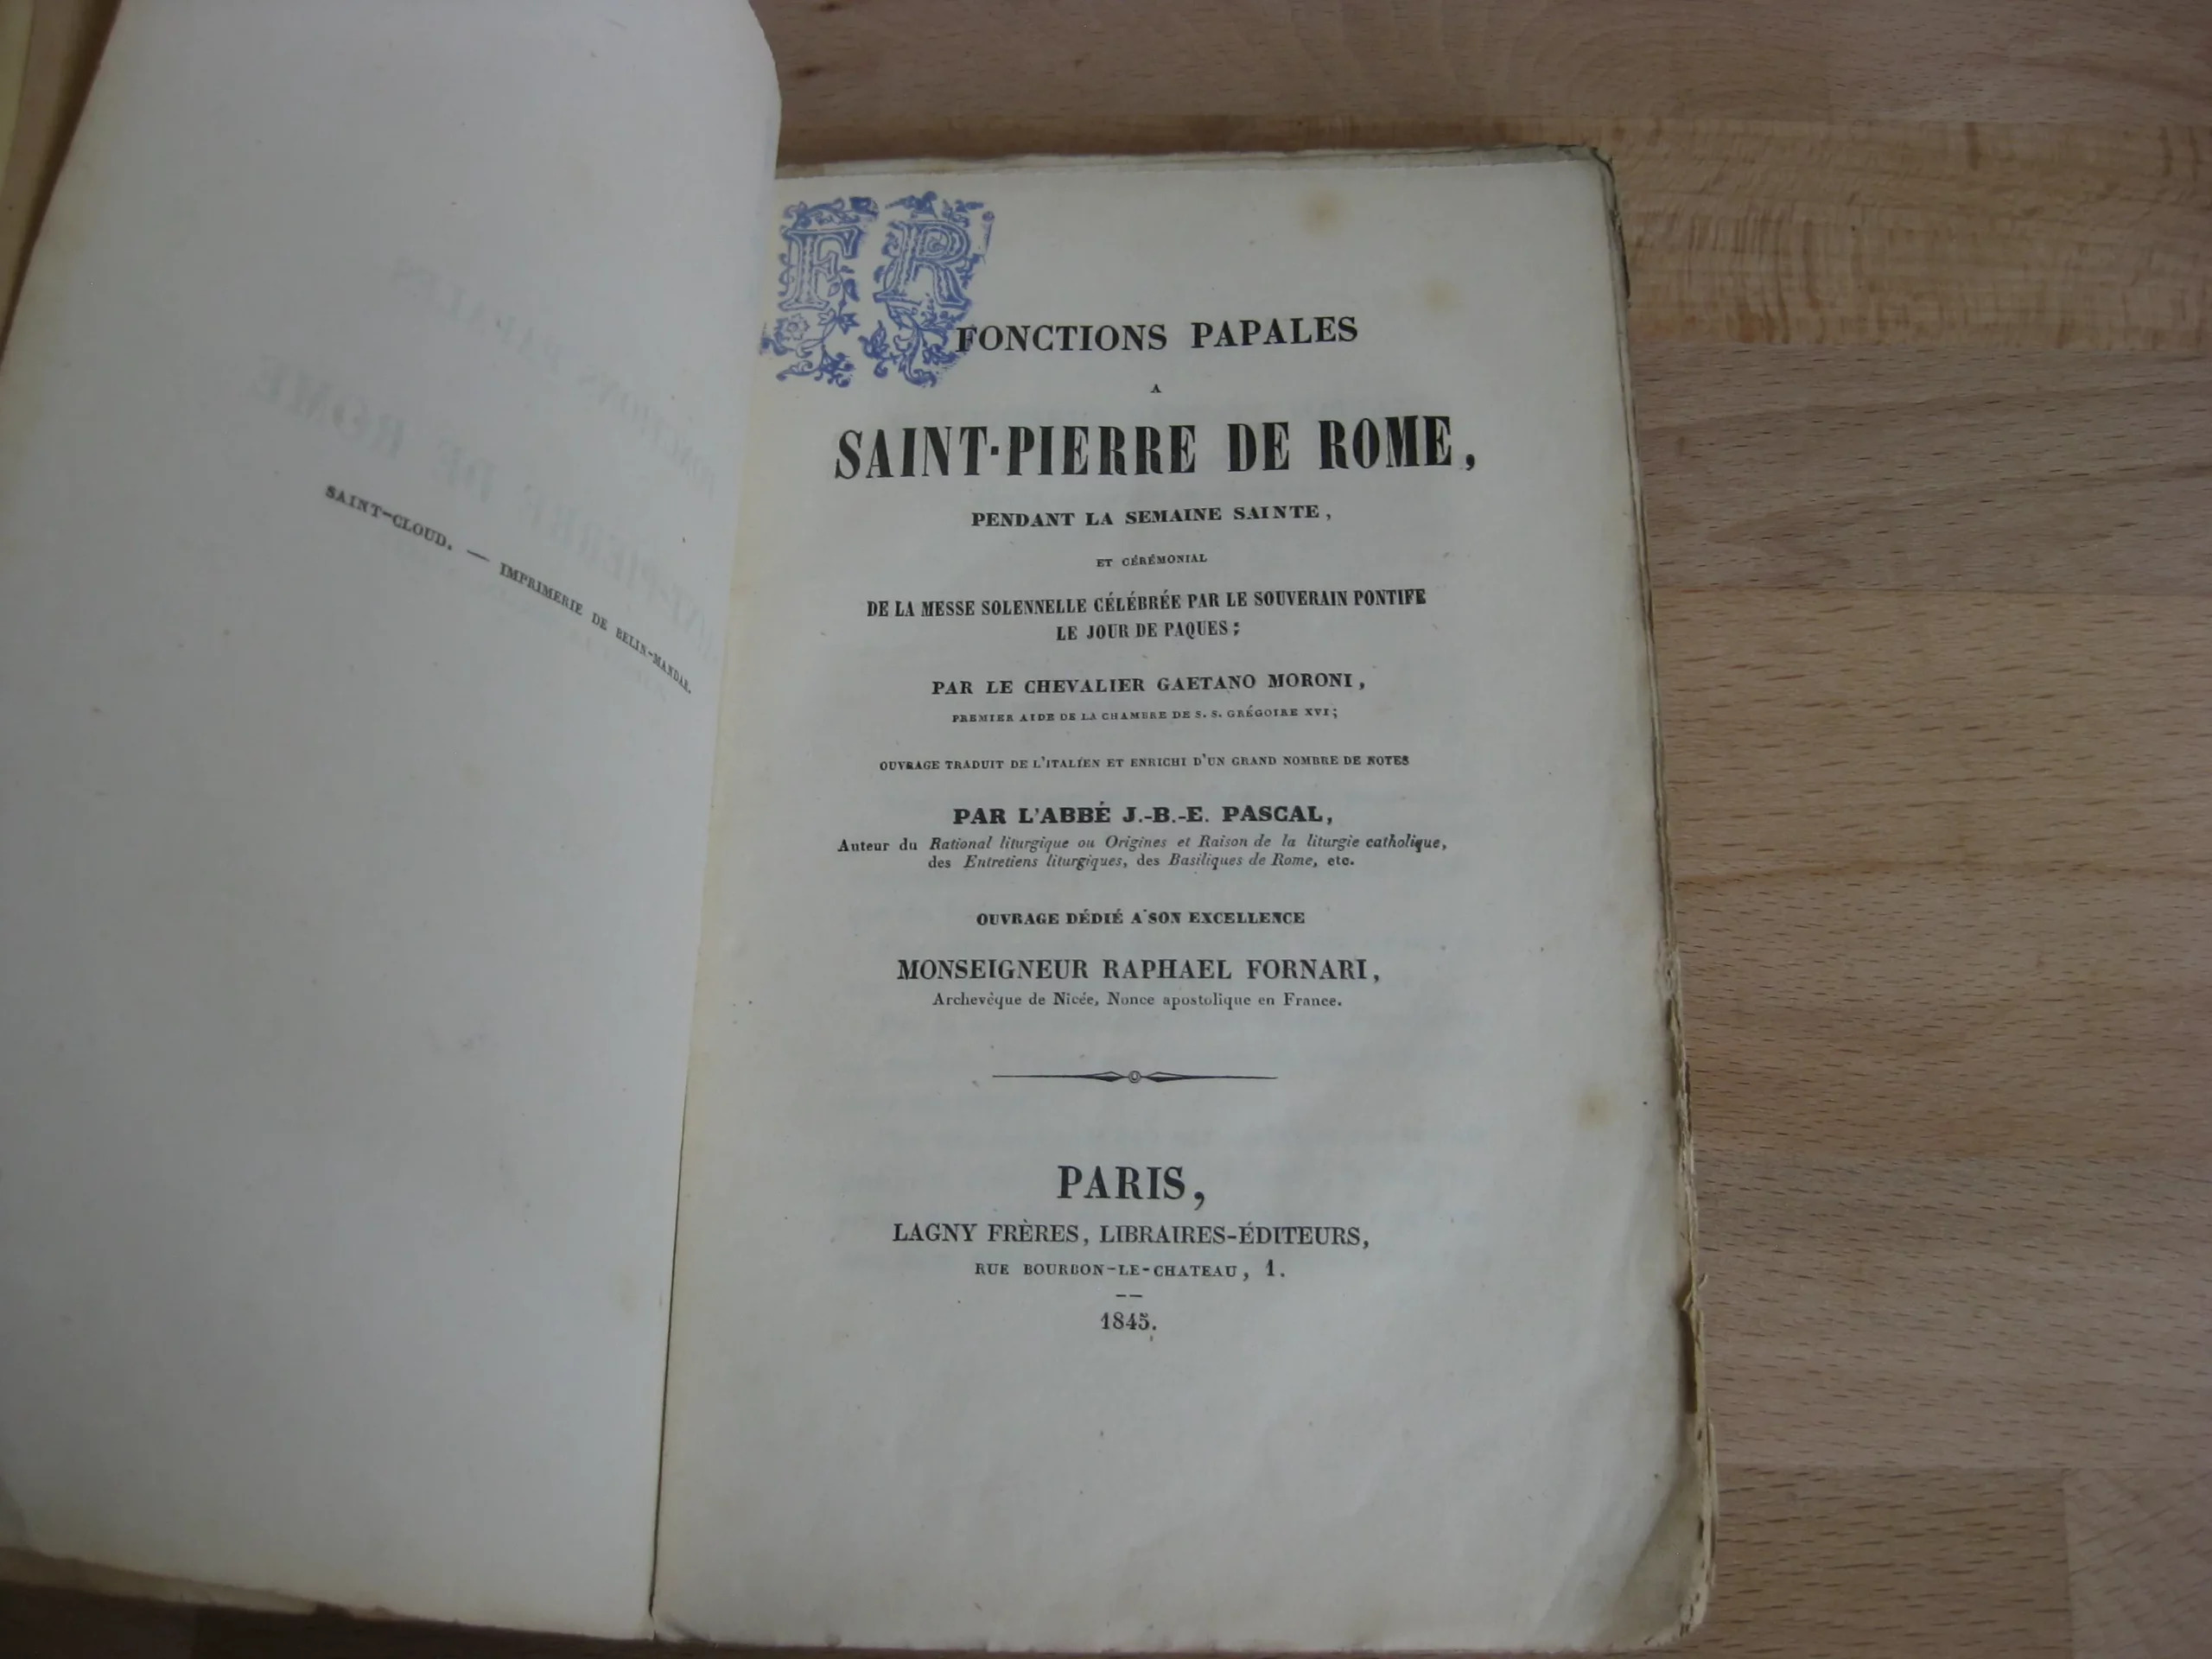 SAINT-CLOUD. — IMPRIMERIE DE BELIN-MANDAR.
FR
FONCTIONS PAPALES
A
SAINT-PIERRE DE ROME,
PENDANT LA SEMAINE SAINTE,
ET CÉRÉMONIAL
DE LA MESSE SOLENNELLE CÉLÉBRÉE PAR LE SOUVERAIN PONTIFE
LE JOUR DE PAQUES;
PAR LE CHEVALIER GAETANO MORONI,
PREMIER AIDE DE LA CHAMBRE DE S. S. GRÉGOIRE XVI;
OUVRAGE TRADUIT DE L'ITALIEN ET ENRICHI D'UN GRAND NOMBRE DE NOTES
PAR L'ABBÉ J.-B.-E. PASCAL,
Auteur du Rational liturgique ou Origines et Raison de la liturgie catholique,
des Entretiens liturgiques, des Basiliques de Rome, etc.
OUVRAGE DÉDIÉ A SON EXCELLENCE
MONSEIGNEUR RAPHAEL FORNARI,
Archevêque de Nicée, Nonce apostolique en France.
PARIS,
LAGNY FRÈRES, LIBRAIRES-ÉDITEURS,
RUE BOURBON-LE-CHATEAU, 1.
1845.